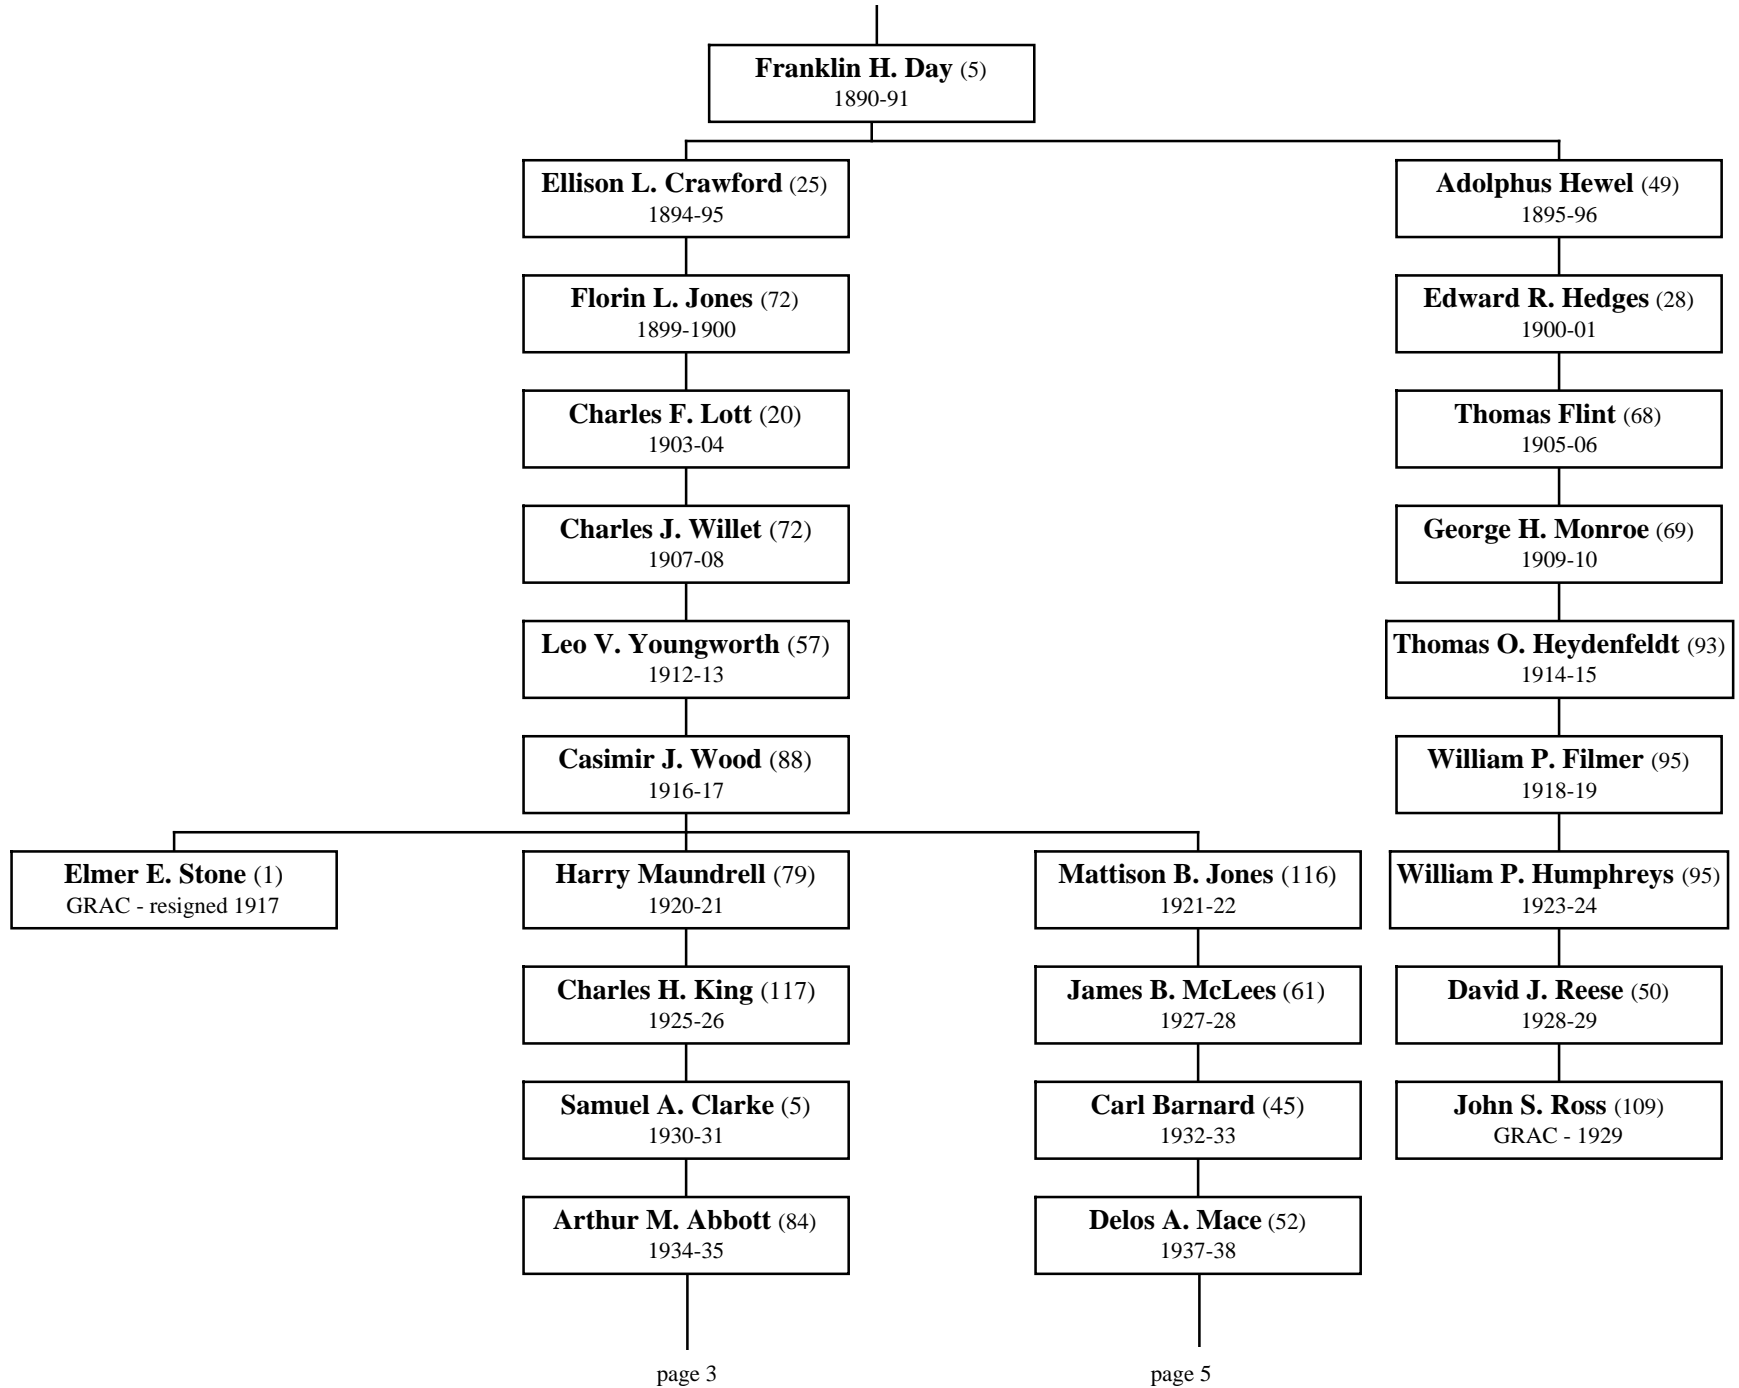 Franklin H. Day (5)
1890-91
Ellison L. Crawford (25)
1894-95
Adolphus Hewel (49)
1895-96
Florin L. Jones (72)
1899-1900
Edward R. Hedges (28)
1900-01
Charles F. Lott (20)
1903-04
Thomas Flint (68)
1905-06
Charles J. Willet (72)
1907-08
George H. Monroe (69)
1909-10
Leo V. Youngworth (57)
1912-13
Thomas O. Heydenfeldt (93)
1914-15
Casimir J. Wood (88)
1916-17
William P. Filmer (95)
1918-19
Elmer E. Stone (1)
GRAC - resigned 1917
Harry Maundrell (79)
1920-21
Mattison B. Jones (116)
1921-22
William P. Humphreys (95)
1923-24
Charles H. King (117)
1925-26
James B. McLees (61)
1927-28
David J. Reese (50)
1928-29
Samuel A. Clarke (5)
1930-31
Carl Barnard (45)
1932-33
John S. Ross (109)
GRAC - 1929
Arthur M. Abbott (84)
1934-35
Delos A. Mace (52)
1937-38
page 3
page 5